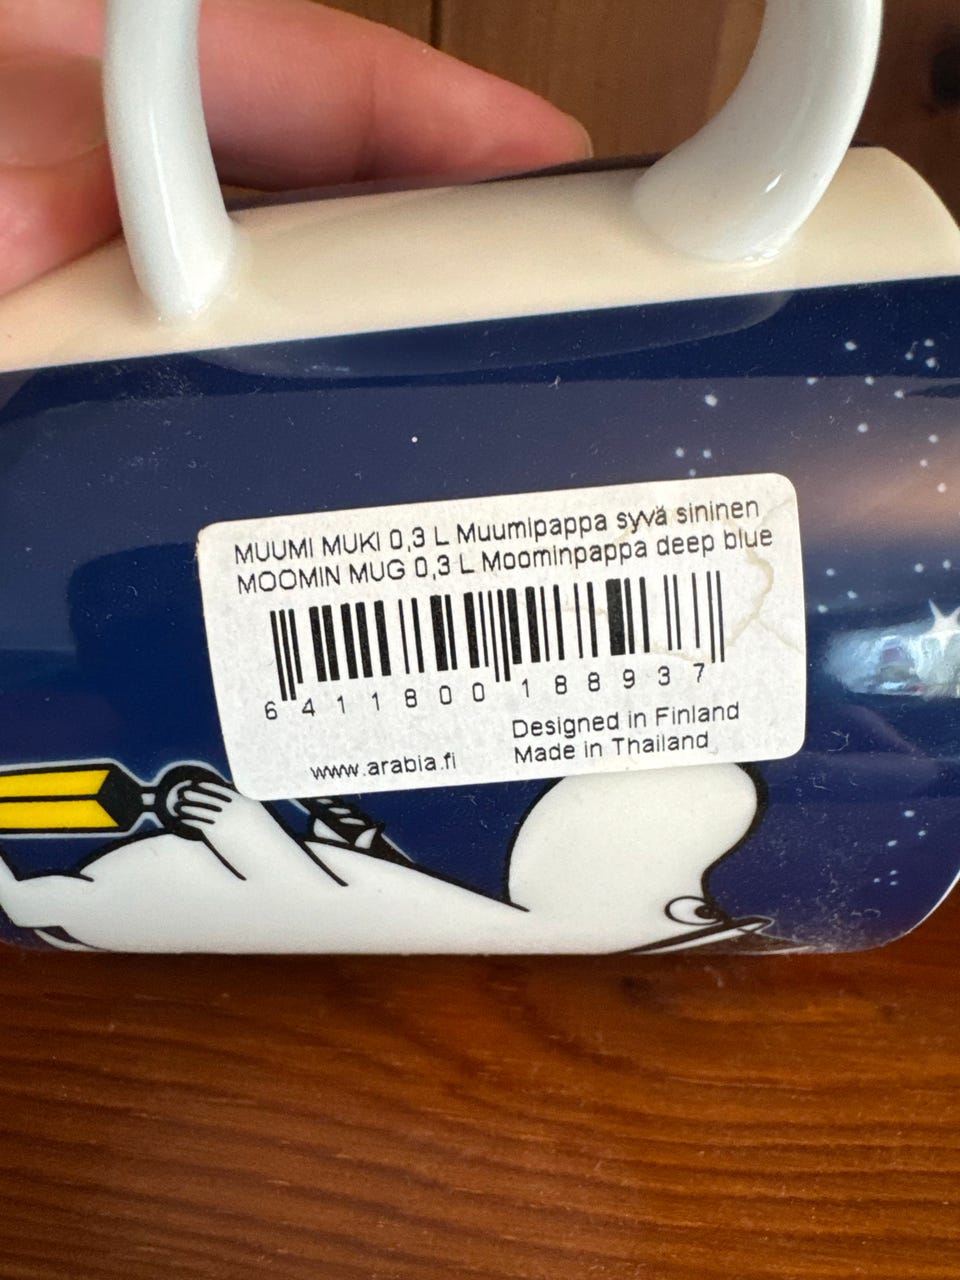 MUUMI MUKI 0,3 L Muumipappa syvä sininen
MOOMIN MUG 0,3 L Moominpappa deep blue
6 411800 188937
Designed in Finland
www.arabia.fi Made in Thailand